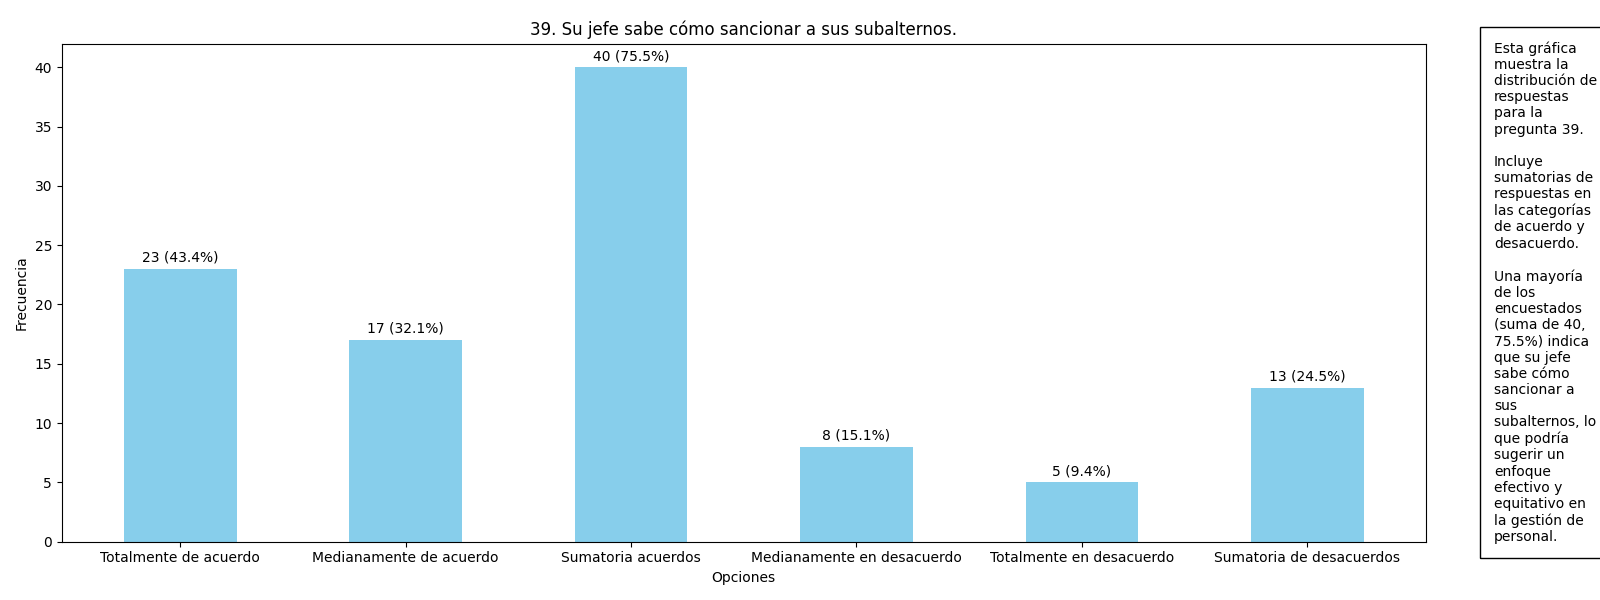 39. Su jefe sabe cómo sancionar a sus subalternos.
Frecuencia
40
35
30
25
20
15
10
5
0
23 (43.4%)
17 (32.1%)
40 (75.5%)
8 (15.1%)
5 (9.4%)
13 (24.5%)
Totalmente de acuerdo
Medianamente de acuerdo
Sumatoria acuerdos
Medianamente en desacuerdo
Totalmente en desacuerdo
Sumatoria de desacuerdos
Opciones
Esta gráfica
muestra la
distribución de
respuestas
para la
pregunta 39.
Incluye
sumatorias de
respuestas en
las categorías
de acuerdo y
desacuerdo.
Una mayoría
de los
encuestados
(suma de 40,
75.5%) indica
que su jefe
sabe cómo
sancionar a
sus
subalternos, lo
que podría
sugerir un
enfoque
efectivo y
equitativo en
la gestión de
personal.